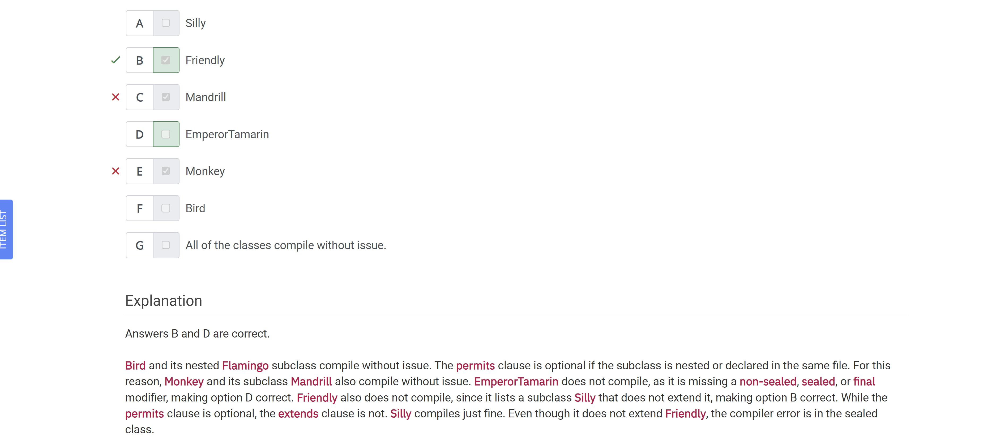 A Silly
B Friendly
C Mandrill
D EmperorTamarin
E Monkey
F Bird
G All of the classes compile without issue.
ITEM LIST
Explanation
Answers B and D are correct.
Bird and its nested Flamingo subclass compile without issue. The permits clause is optional if the subclass is nested or declared in the same file. For this
reason, Monkey and its subclass Mandrill also compile without issue. EmperorTamarin does not compile, as it is missing a non-sealed, sealed, or final
modifier, making option D correct. Friendly also does not compile, since it lists a subclass Silly that does not extend it, making option B correct. While the
permits clause is optional, the extends clause is not. Silly compiles just fine. Even though it does not extend Friendly, the compiler error is in the sealed
class.